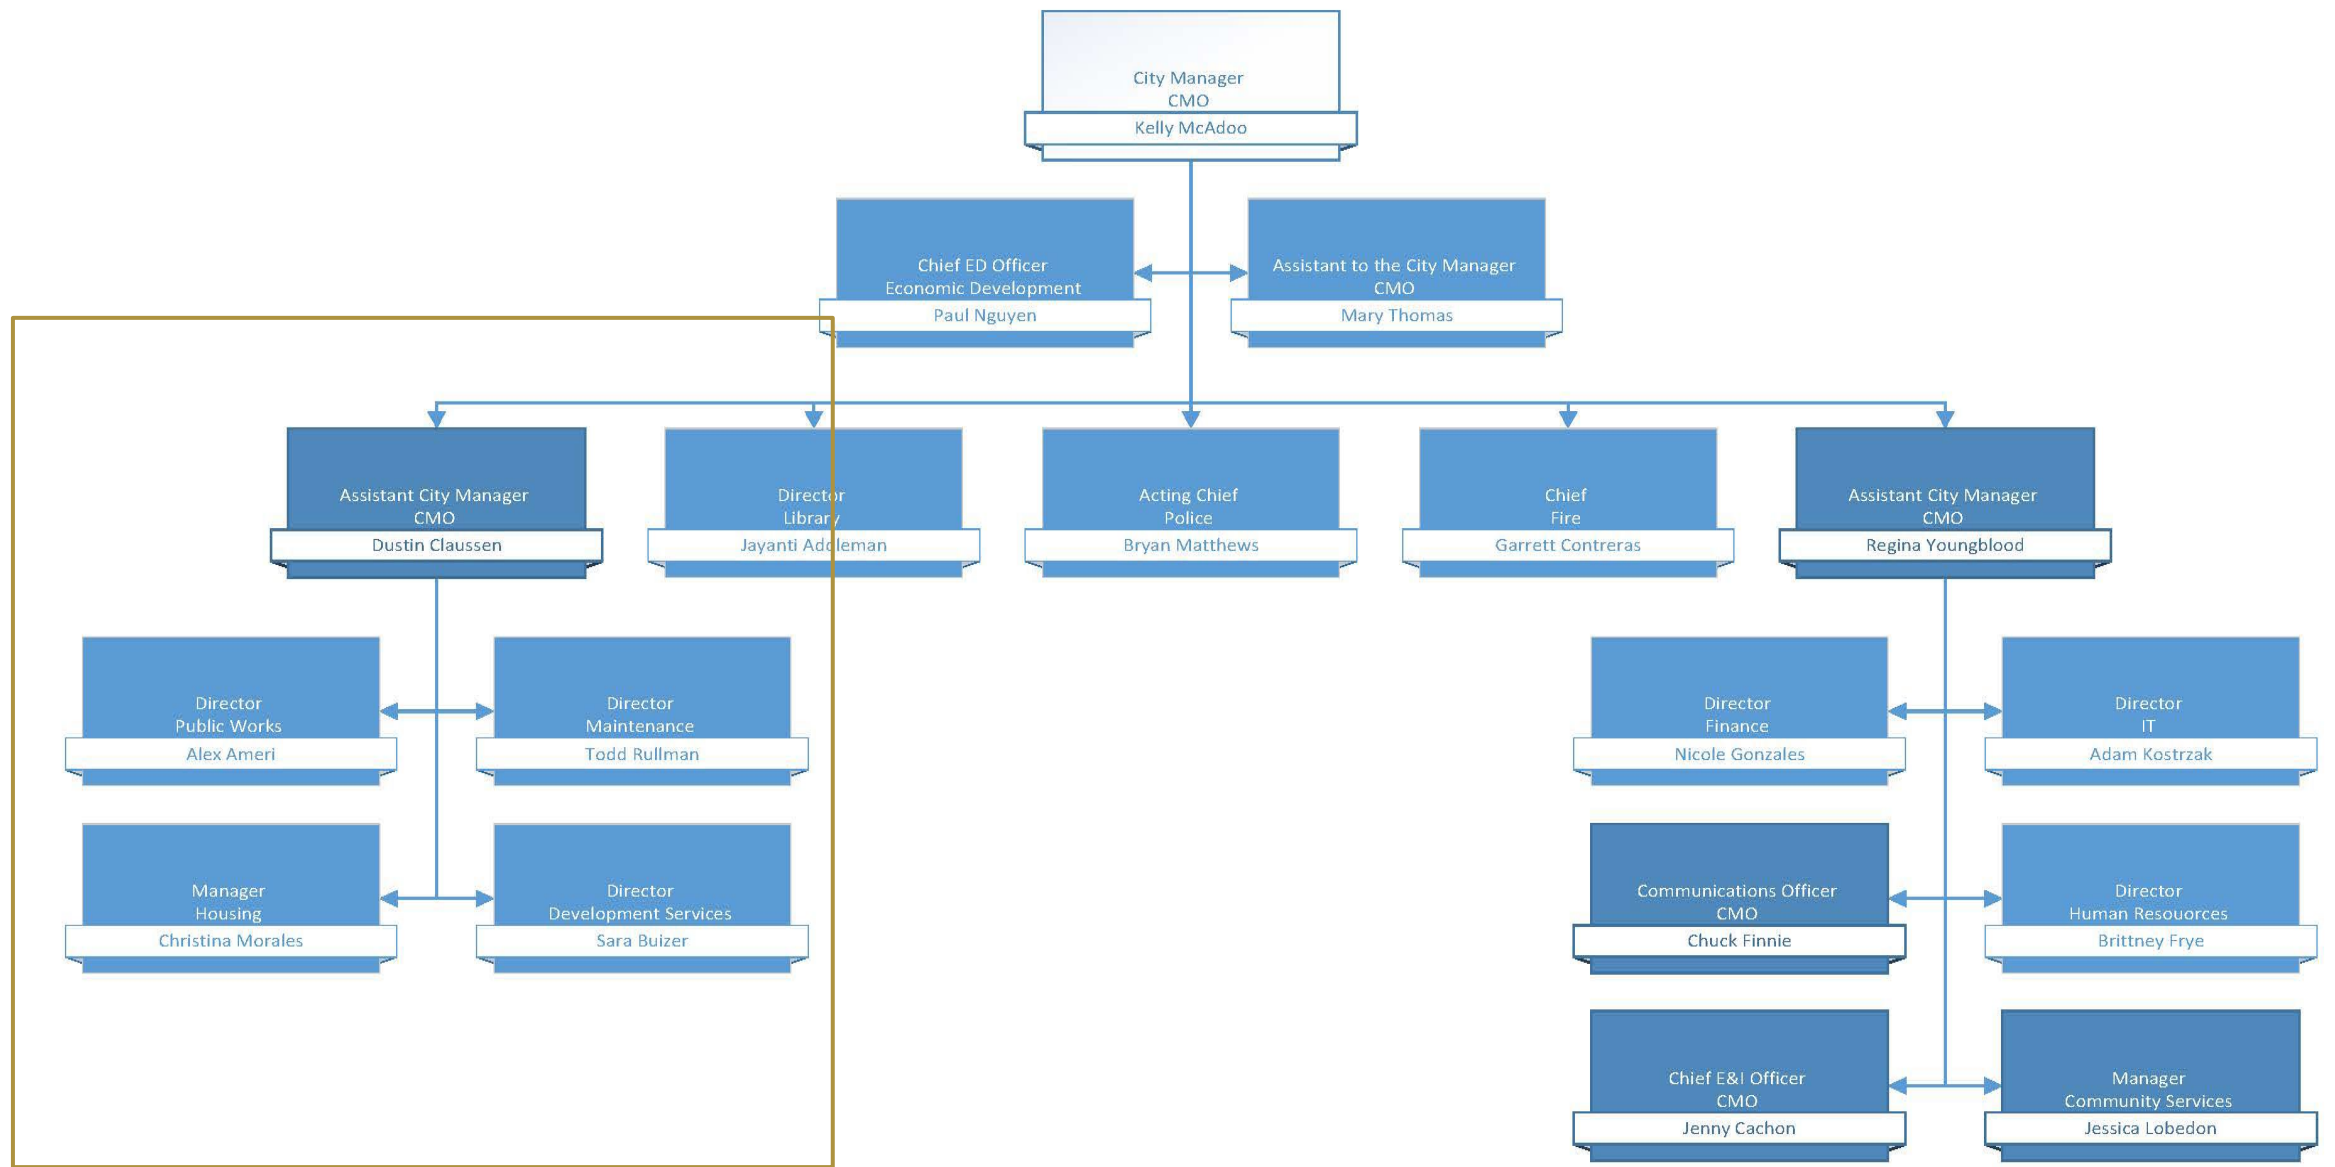 City Manager
CMO
Kelly McAdoo
Chief ED Officer
Economic Development
Paul Nguyen
Assistant to the City Manager
CMO
Mary Thomas
Assistant City Manager
CMO
Dustin Claussen
Director
Library
Jayanti Addleman
Acting Chief
Police
Bryan Matthews
Chief
Fire
Garrett Contreras
Assistant City Manager
CMO
Regina Youngblood
Director
Public Works
Alex Ameri
Director
Maintenance
Todd Rullman
Director
Finance
Nicole Gonzales
Director
IT
Adam Kostrzak
Manager
Housing
Christina Morales
Director
Development Services
Sara Buizer
Communications Officer
CMO
Chuck Finnie
Director
Human Resouorces
Brittney Frye
Chief E&I Officer
CMO
Jenny Cachon
Manager
Community Services
Jessica Lobedon